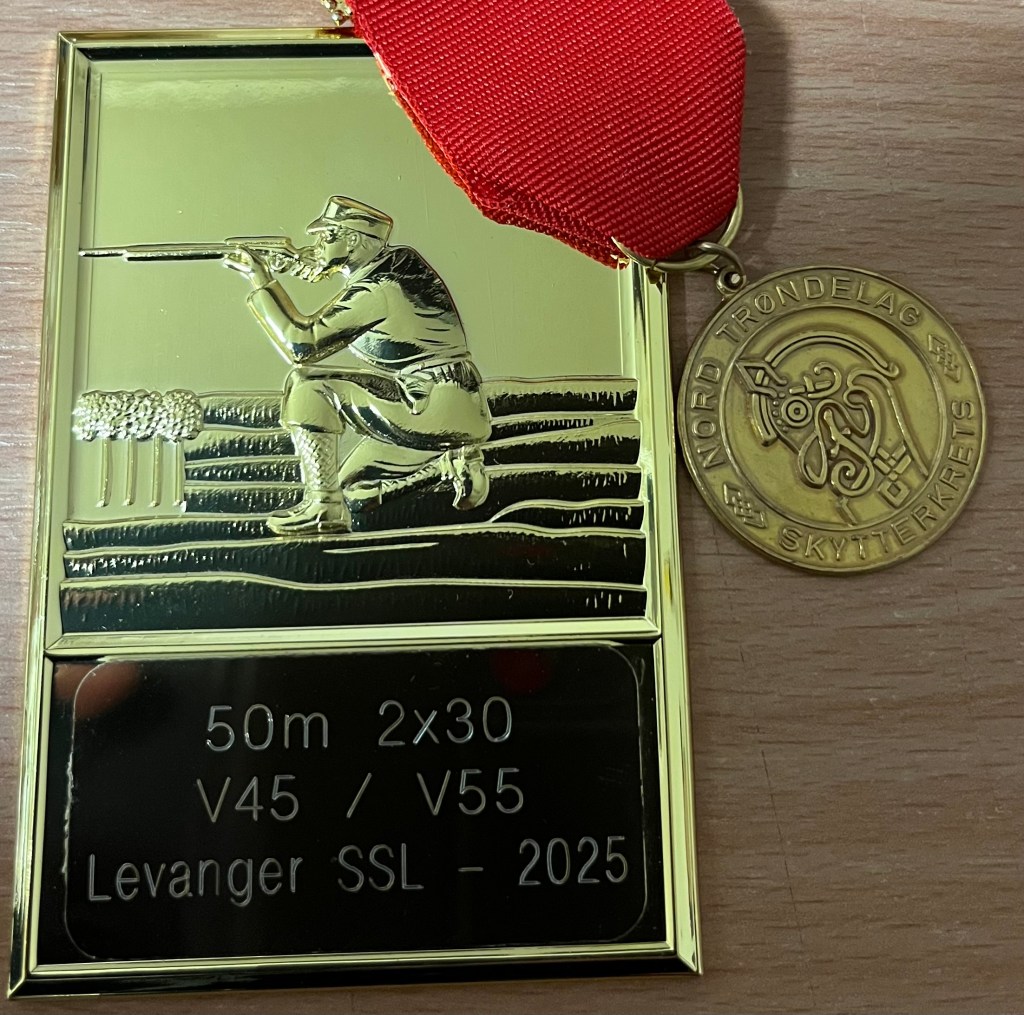 NORD TRØNDELAG
SKYTTERKRETS
50m 2x30
V45 / V55
Levanger SSL - 2025